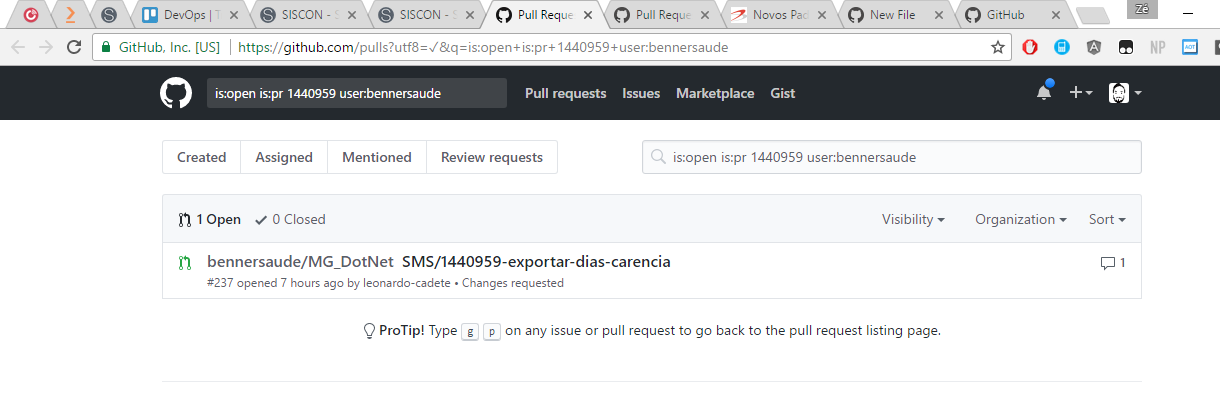 Zé
DevOps | T
SISCON - S
SISCON - S
Pull Reque
Pull Reque
Novos Pac
New File
GitHub
GitHub, Inc. [US] | https://github.com/pulls?utf8=✓&q=is:open+is:pr+1440959+user:bennersaude
is:open is:pr 1440959 user:bennersaude Pull requests Issues Marketplace Gist
Created Assigned Mentioned Review requests is:open is:pr 1440959 user:bennersaude
1 Open 0 Closed Visibility Organization Sort
bennersaude/MG_DotNet SMS/1440959-exportar-dias-carencia 1
#237 opened 7 hours ago by leonardo-cadete • Changes requested
ProTip! Type g p on any issue or pull request to go back to the pull request listing page.